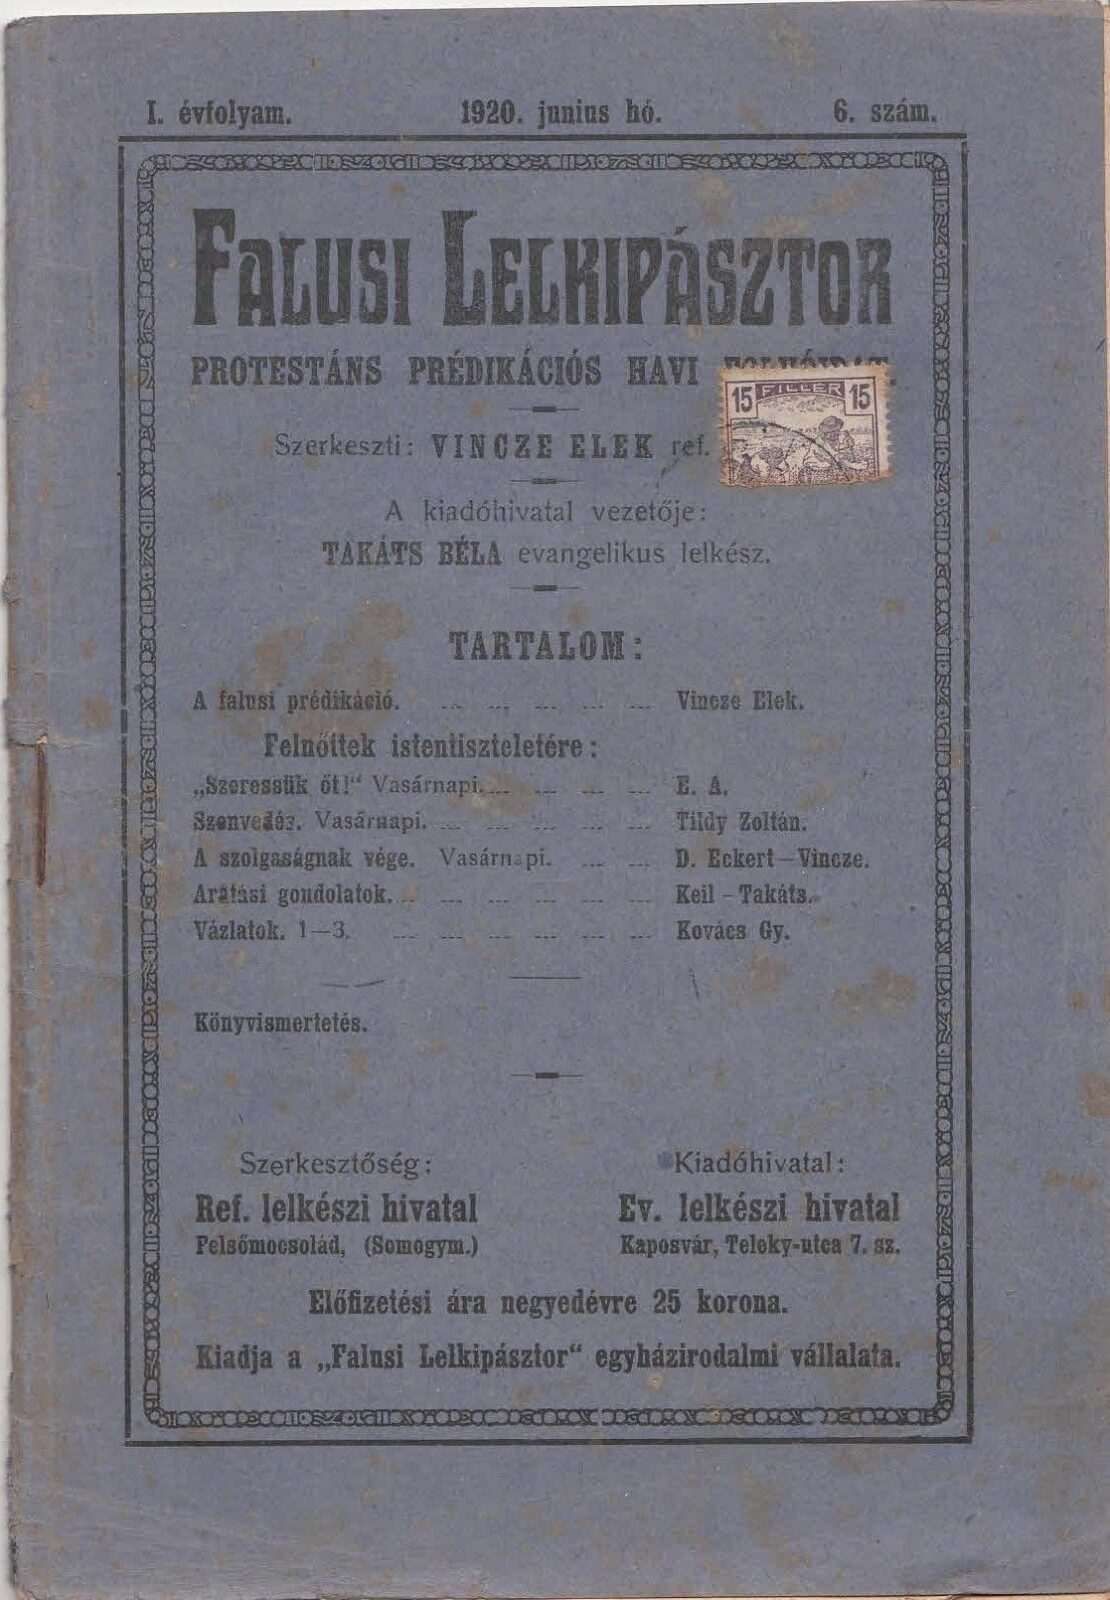 I. évfolyam. 1920. junius hó. 6. szám.
FALUSI LELKIPÁSZTOR
PROTESTÁNS PRÉDIKÁCIÓS HAVI
15 FILLER 15
Szerkeszti: VINCZE ELEK ref.
A kiadóhivatal vezetője:
TAKÁTS BÉLA evangelikus lelkész.
TARTALOM:
A falusi prédikáció. Vincze Elek.
Felnőttek istentiszteletére:
„Szeressük őt!“ Vasárnapi. E. A.
Szenvedés. Vasárnapi. Tildy Zoltán.
A szolgaságnak vége. Vasárnapi. D. Eckert—Vincze.
Aratási gondolatok. Keil—Takáts.
Vázlatok. 1—3. Kovács Gy.
Könyvismertetés.
Szerkesztőség: Kiadóhivatal:
Ref. lelkészi hivatal Ev. lelkészi hivatal
Felsőmocsolád, (Somogym.) Kaposvár, Teleky-utca 7. sz.
Előfizetési ára negyedévre 25 korona.
Kiadja a „Falusi Lelkipásztor“ egyházirodalmi vállalata.